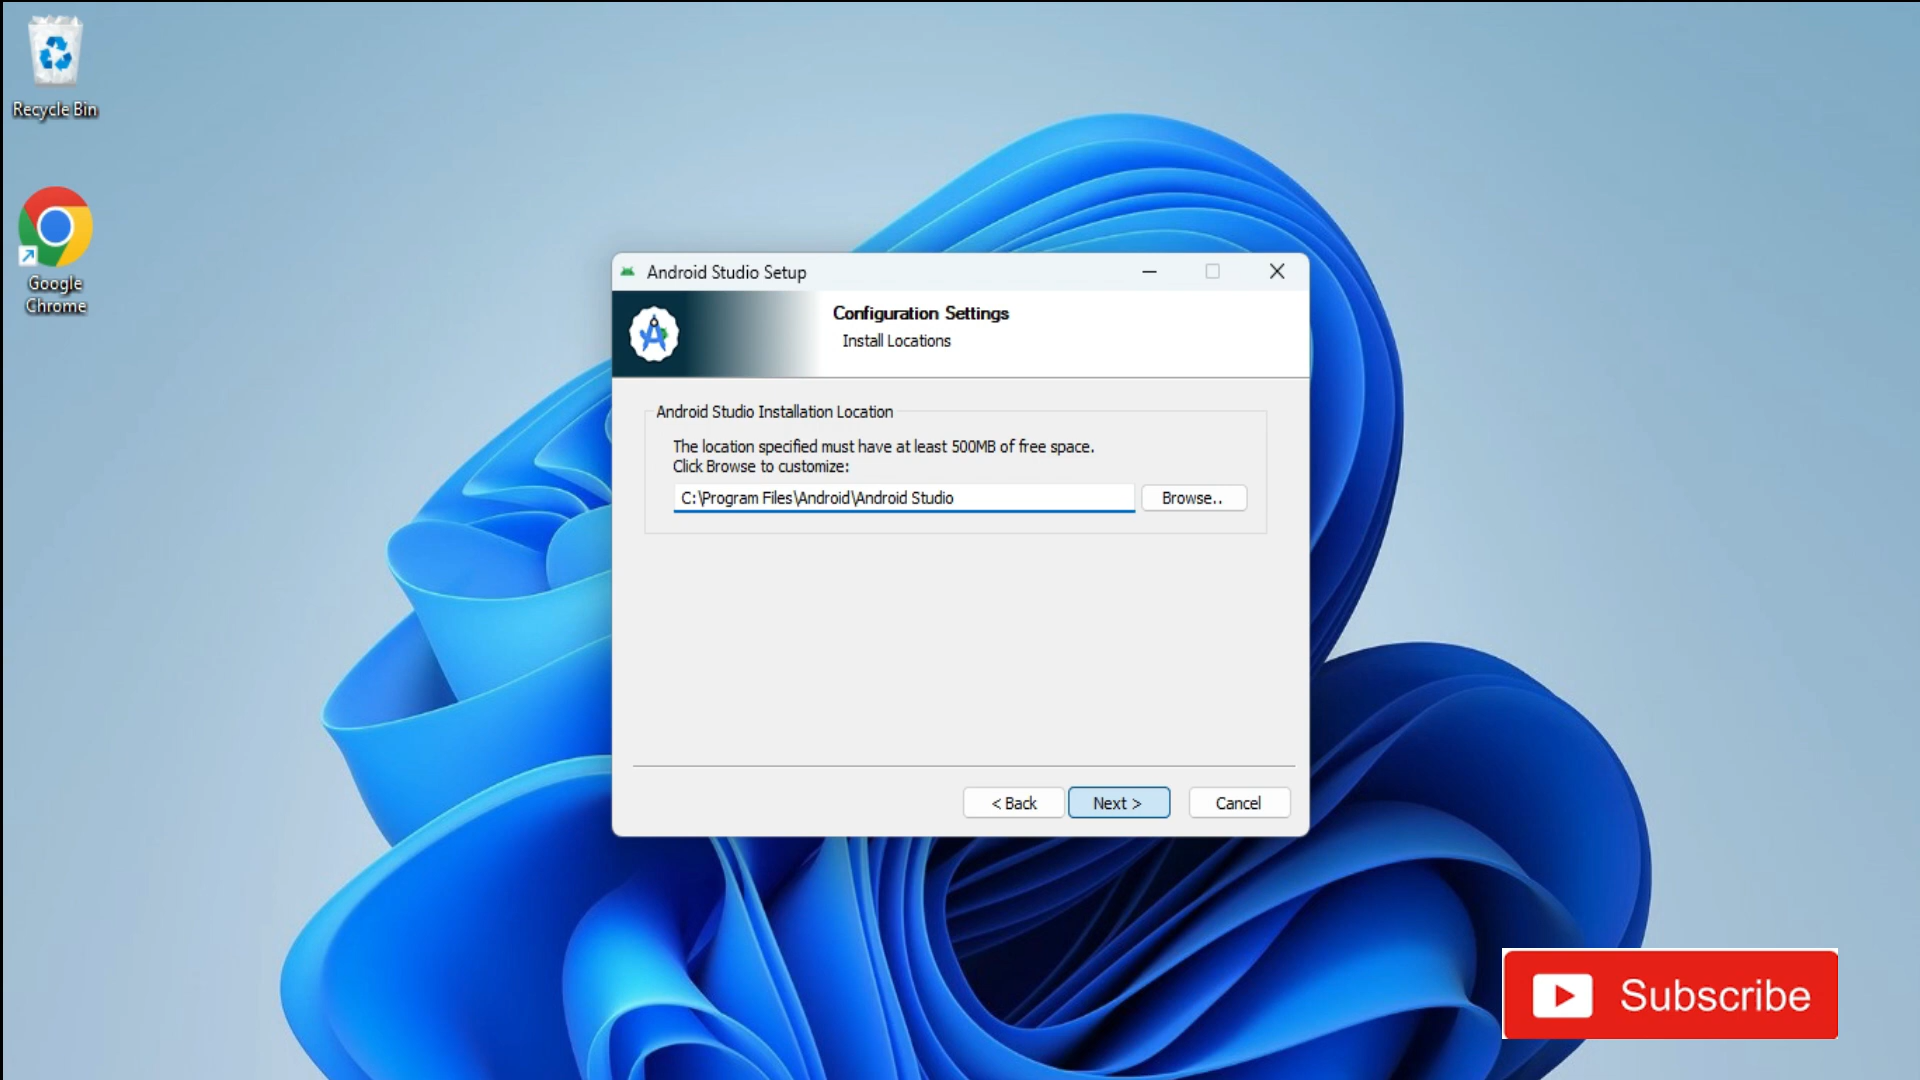 Recycle Bin
Google
Chrome
Android Studio Setup
Configuration Settings
Install Locations
Android Studio Installation Location
The location specified must have at least 500MB of free space.
Click Browse to customize:
C:\Program Files\Android\Android Studio
Browse..
< Back
Next >
Cancel
Subscribe